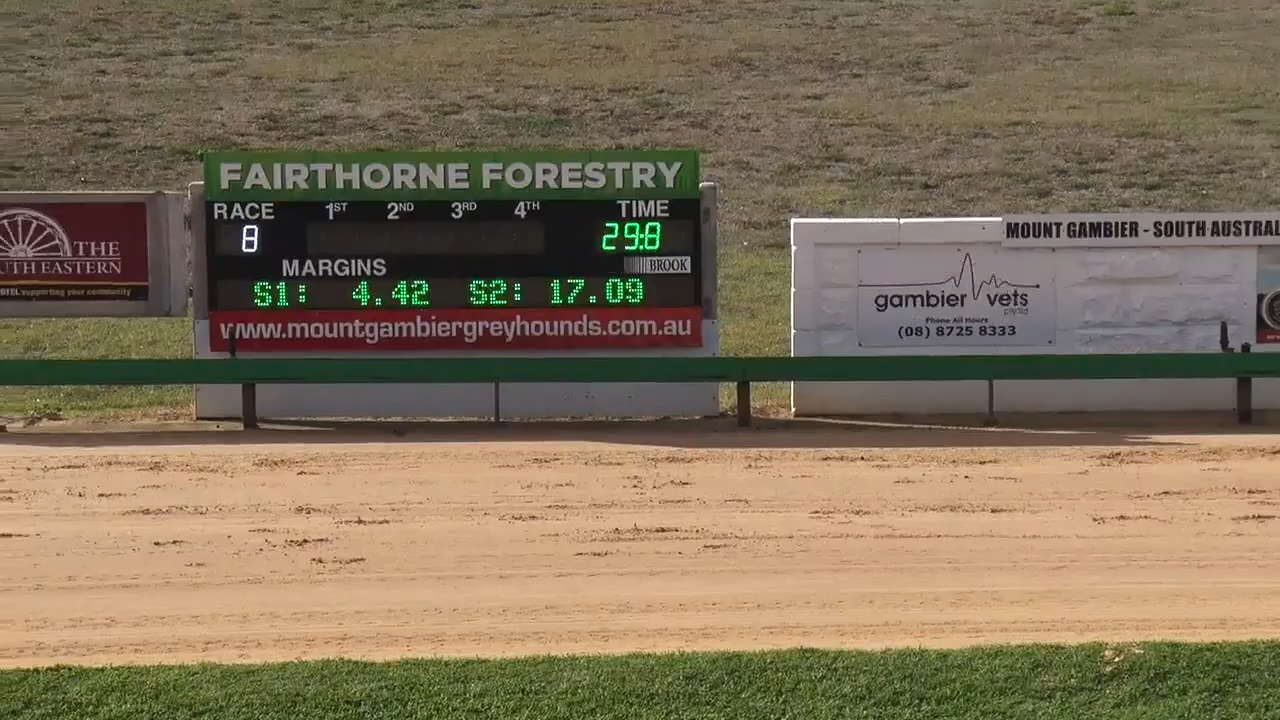 FAIRTHORNE FORESTRY
RACE 1ST 2ND 3RD 4TH TIME
8 29:8
MARGINS BROOK
S1: 4.42 S2: 17.09
www.mountgambiergreyhounds.com.au
THE
UTH EASTERN
supporting your community
MOUNT GAMBIER - SOUTH AUSTRAL
gambier vets
pty ltd
Phone All Hours
(08) 8725 8333